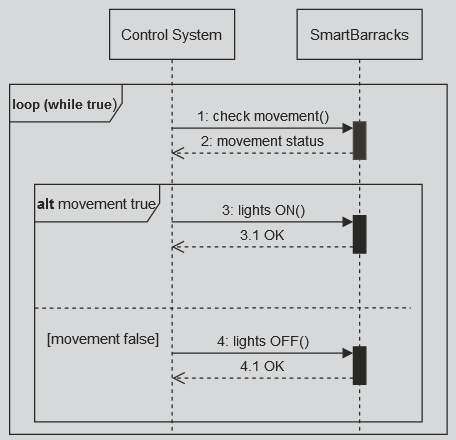 Control System
SmartBarracks
loop (while true)
1: check movement()
2: movement status
alt movement true
3: lights ON()
3.1 OK
[movement false]
4: lights OFF()
4.1 OK